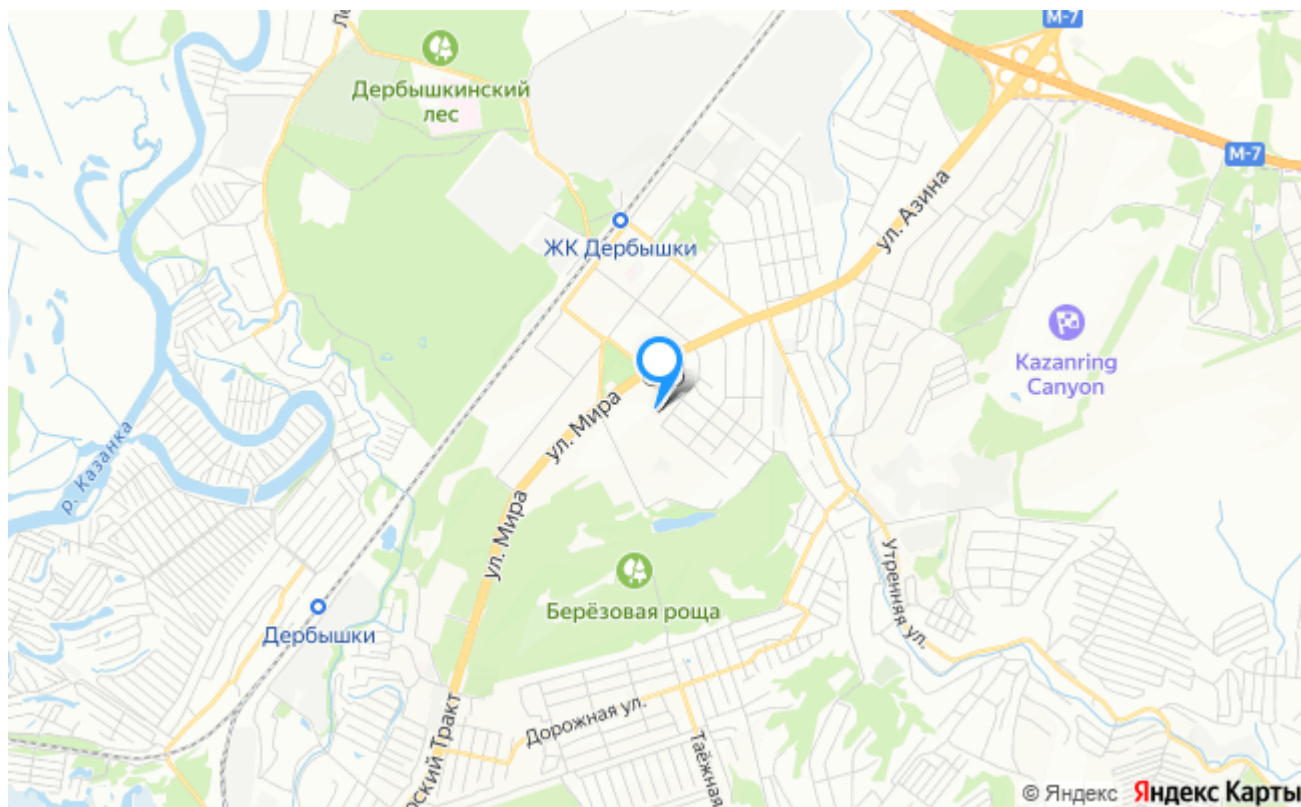 М-7
Дербышкинский
лес
М-7
ул. Азина
ЖК Дербышки
Kazanring
Canyon
ул. Мира
р. Казанка
ул. Мира
Утренняя ул.
Берёзовая роща
Дербышки
Дорожная ул.
Таёжная
рский Тракт
© Яндекс Яндекс Карты